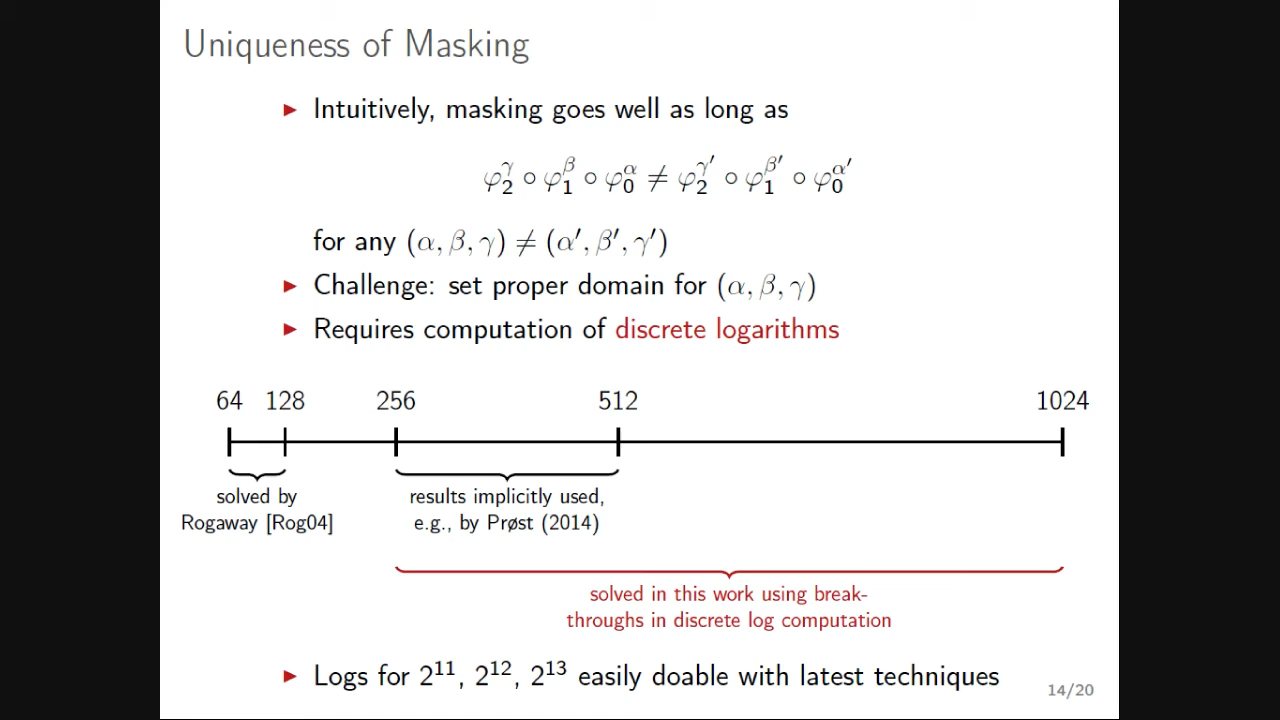 Uniqueness of Masking
▶ Intuitively, masking goes well as long as
φ₂^γ ∘ φ₁^β ∘ φ₀^α ≠ φ₂^γ′ ∘ φ₁^β′ ∘ φ₀^α′
for any (α, β, γ) ≠ (α′, β′, γ′)
▶ Challenge: set proper domain for (α, β, γ)
▶ Requires computation of discrete logarithms
64 128 256 512 1024
solved by
Rogaway [Rog04]
results implicitly used,
e.g., by Prøst (2014)
solved in this work using break-
throughs in discrete log computation
▶ Logs for 2¹¹, 2¹², 2¹³ easily doable with latest techniques
14/20